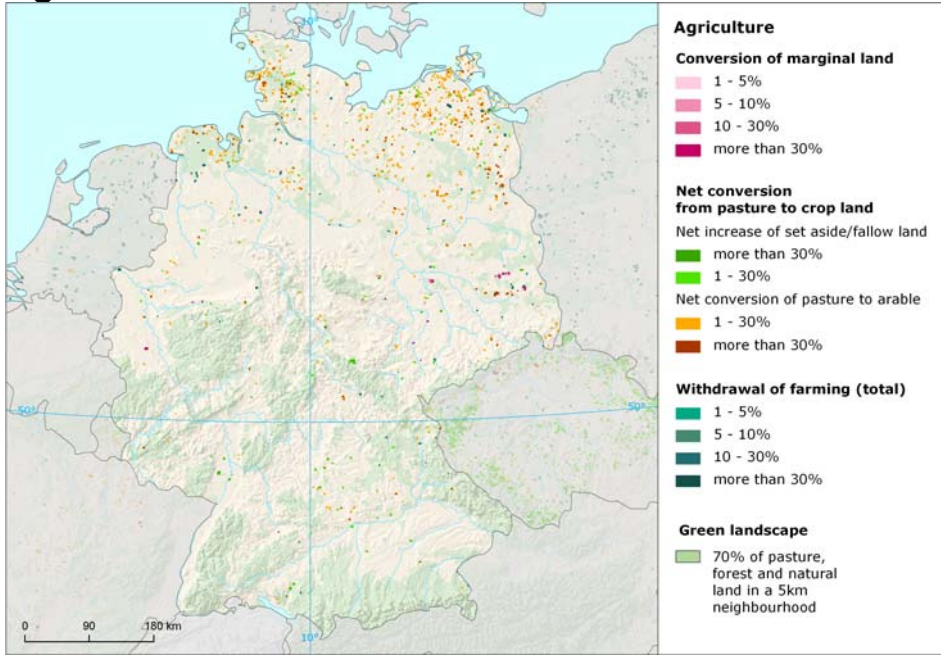 10°
50°
50°
10°
0 90 180 km
Agriculture
Conversion of marginal land
1 - 5%
5 - 10%
10 - 30%
more than 30%
Net conversion
from pasture to crop land
Net increase of set aside/fallow land
more than 30%
1 - 30%
Net conversion of pasture to arable
1 - 30%
more than 30%
Withdrawal of farming (total)
1 - 5%
5 - 10%
10 - 30%
more than 30%
Green landscape
70% of pasture,
forest and natural
land in a 5km
neighbourhood